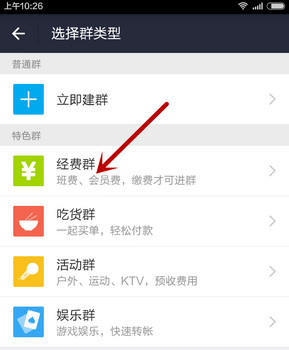 上午10:26
选择群类型
普通群
立即建群
特色群
经费群
班费、会员费，缴费才可进群
吃货群
一起买单，轻松付款
活动群
户外、运动、KTV，预收费用
娱乐群
游戏娱乐，快速转帐